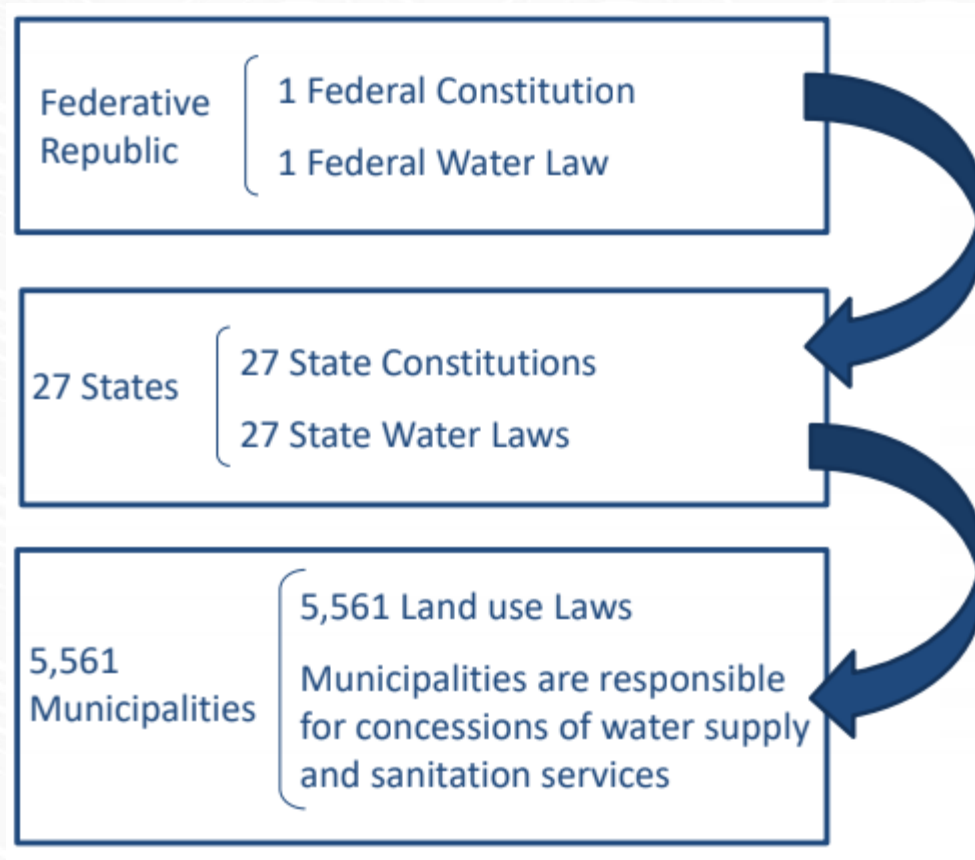 Federative
Republic
1 Federal Constitution
1 Federal Water Law
27 States
27 State Constitutions
27 State Water Laws
5,561
Municipalities
5,561 Land use Laws
Municipalities are responsible
for concessions of water supply
and sanitation services